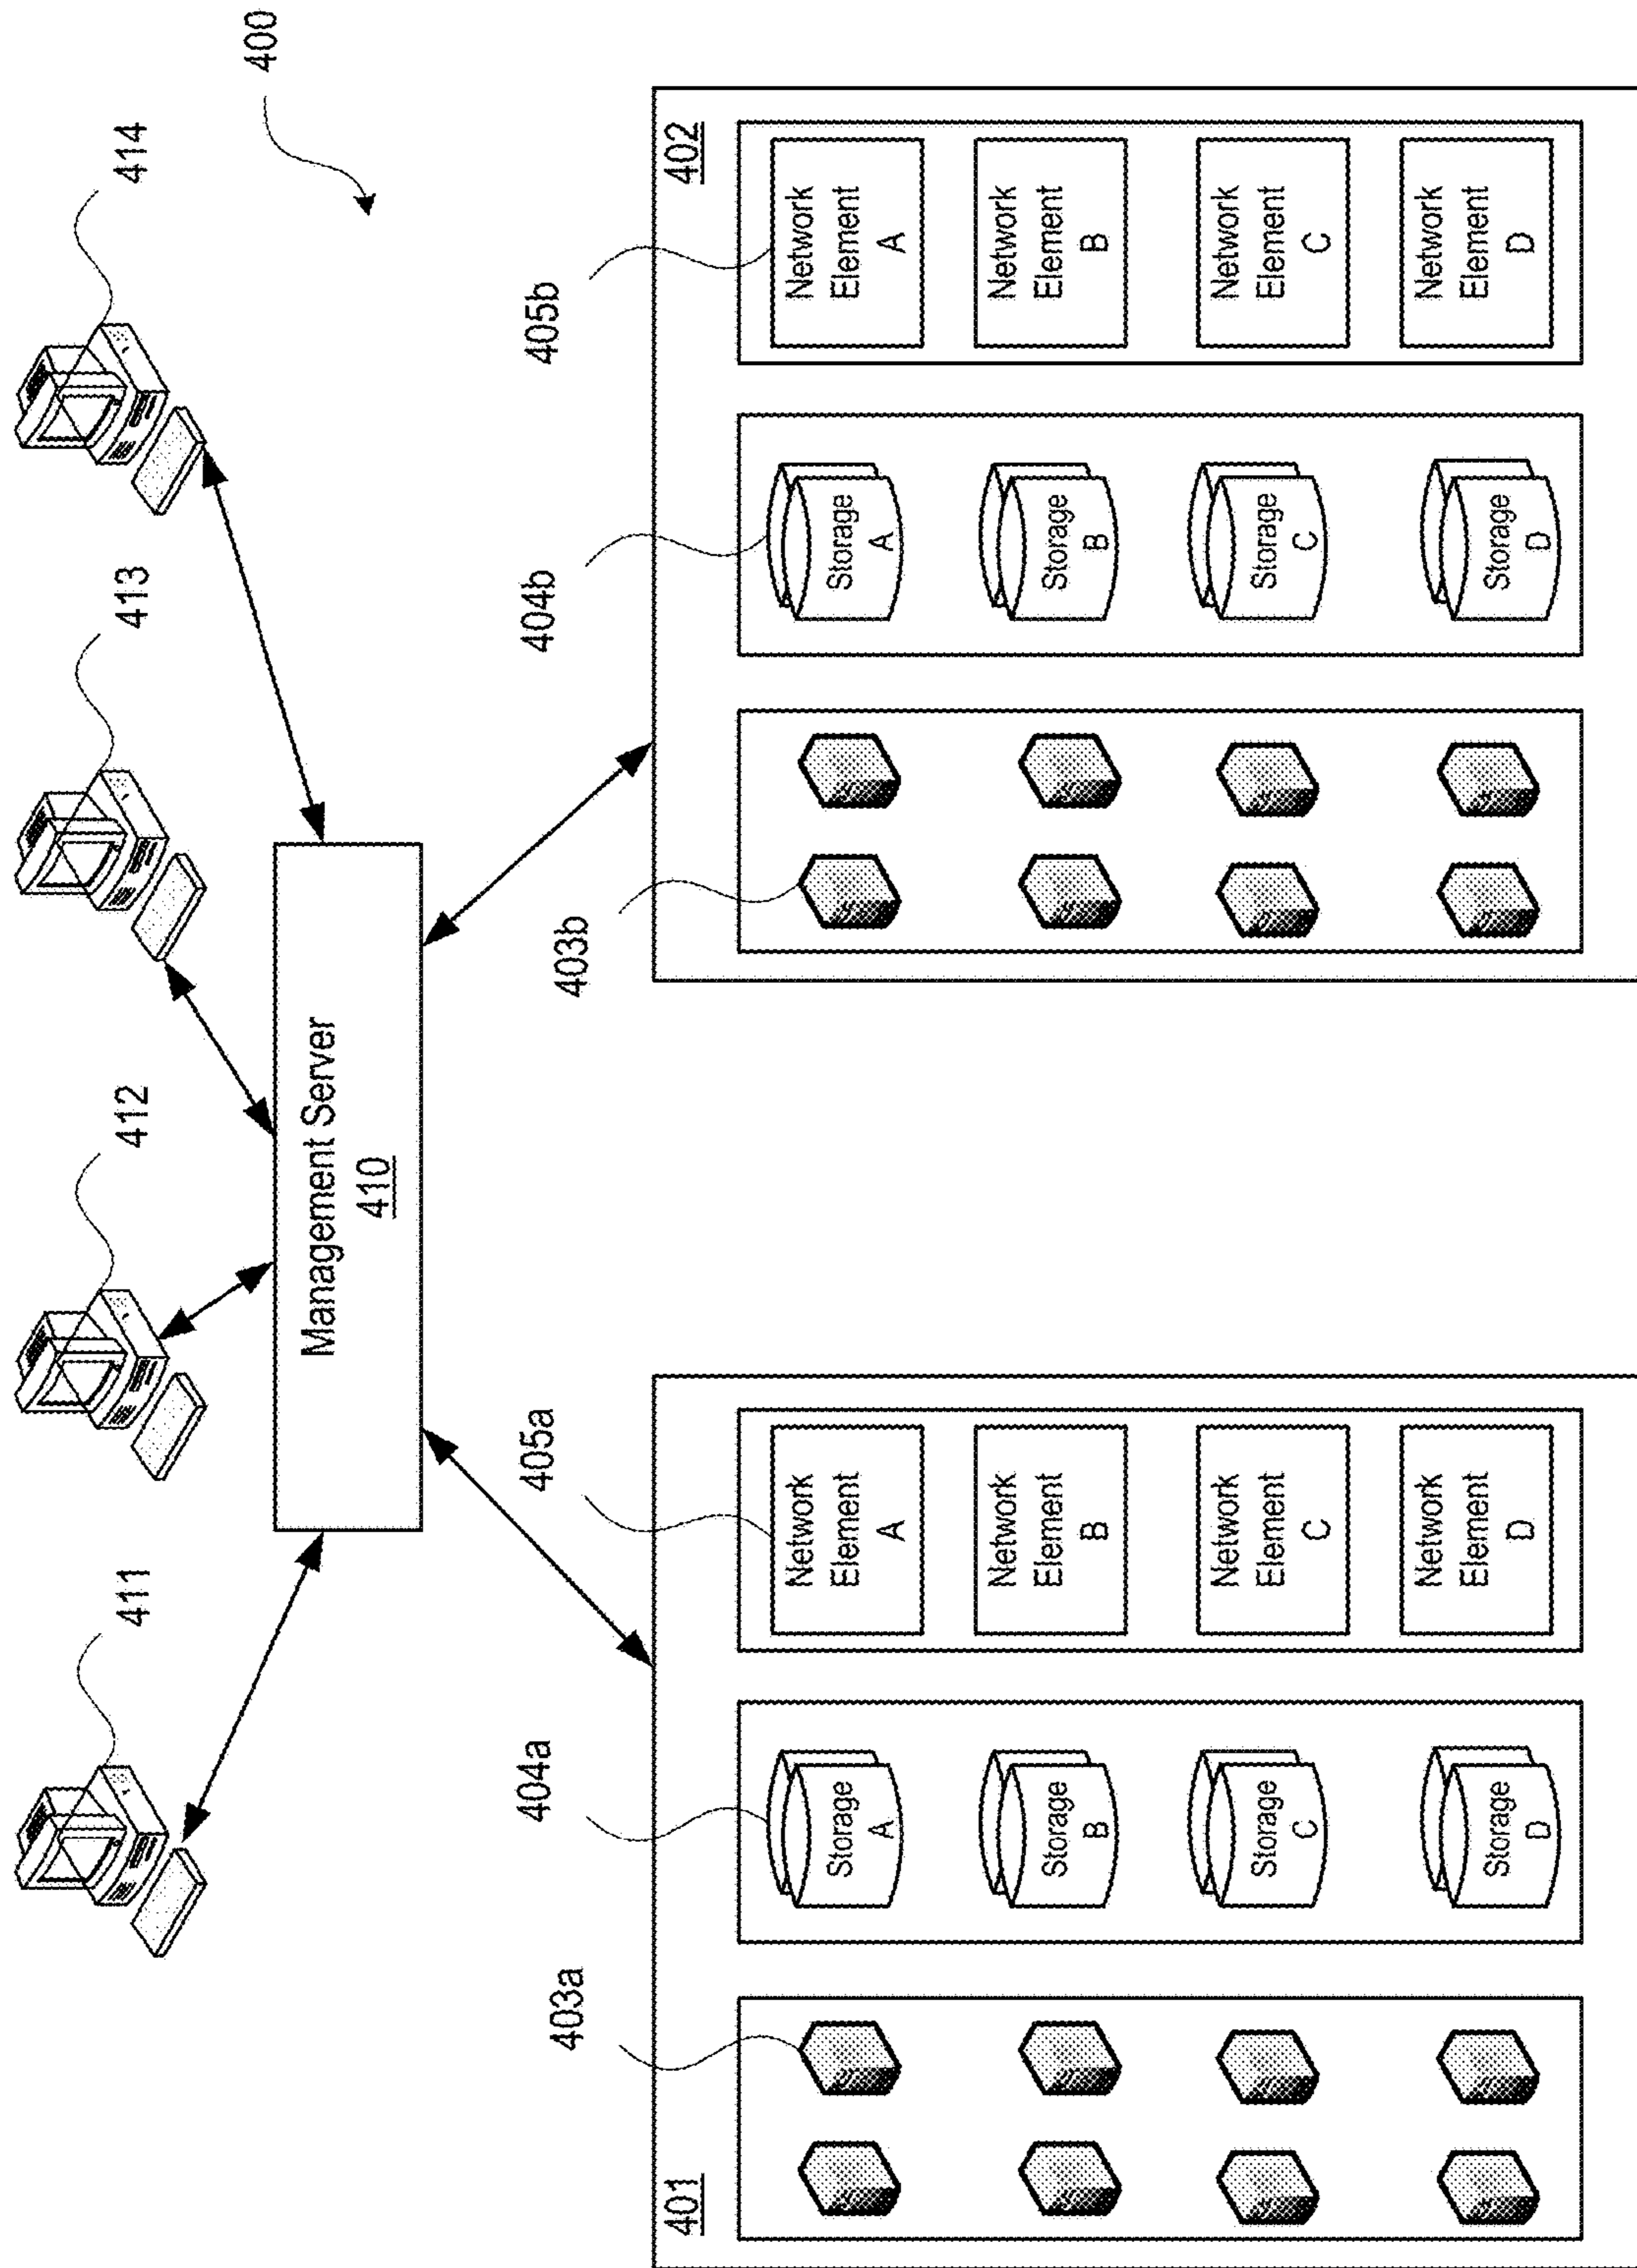 400
411
412
413
414
Management Server
410
401
403a
404a
405a
Storage
A
Storage
B
Storage
C
Storage
D
Network
Element
A
Network
Element
B
Network
Element
C
Network
Element
D
402
403b
404b
405b
Storage
A
Storage
B
Storage
C
Storage
D
Network
Element
A
Network
Element
B
Network
Element
C
Network
Element
D